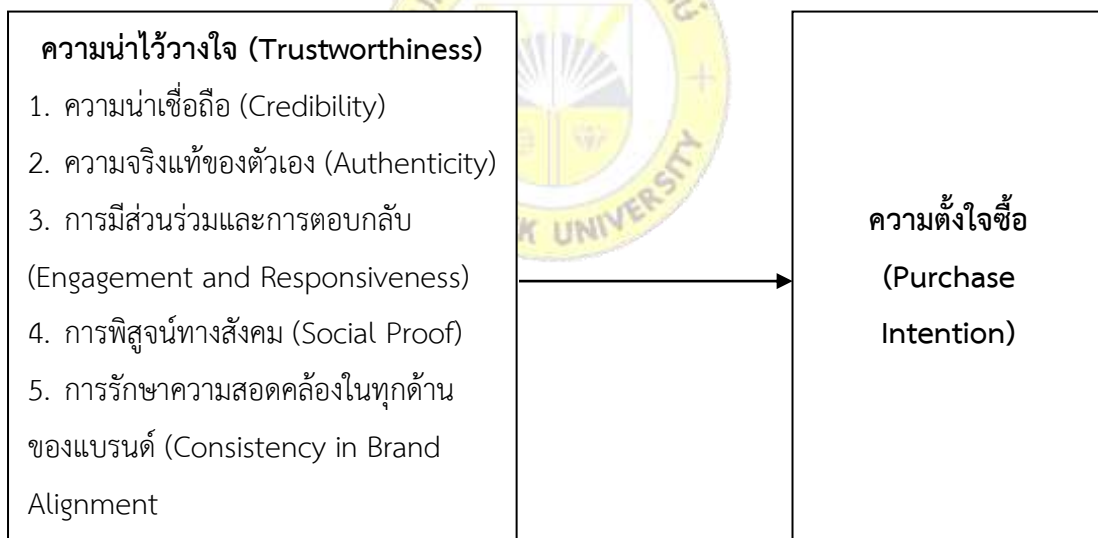 ความน่าไว้วางใจ (Trustworthiness)
1. ความน่าเชื่อถือ (Credibility)
2. ความจริงแท้ของตัวเอง (Authenticity)
3. การมีส่วนร่วมและการตอบกลับ
(Engagement and Responsiveness)
4. การพิสูจน์ทางสังคม (Social Proof)
5. การรักษาความสอดคล้องในทุกด้าน
ของแบรนด์ (Consistency in Brand
Alignment
UNIVERSITY
ความตั้งใจซื้อ
(Purchase
Intention)